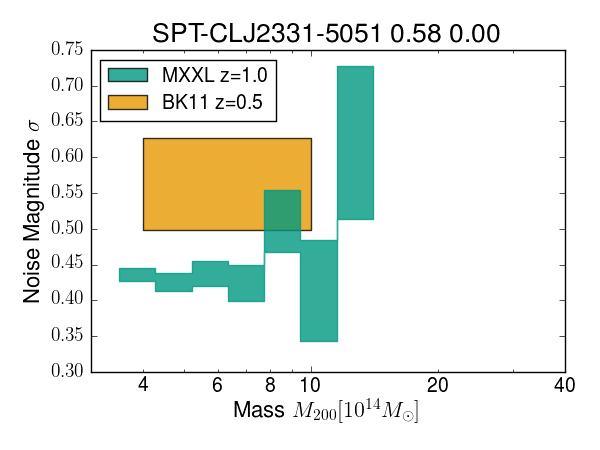 SPT-CLJ2331-5051 0.58 0.00
0.75
0.70
0.65
0.60
0.55
0.50
0.45
0.40
0.35
0.30
Noise Magnitude σ
MXXL z=1.0
BK11 z=0.5
4 6 8 10 20 40
Mass M₂₀₀[10¹⁴M☉]